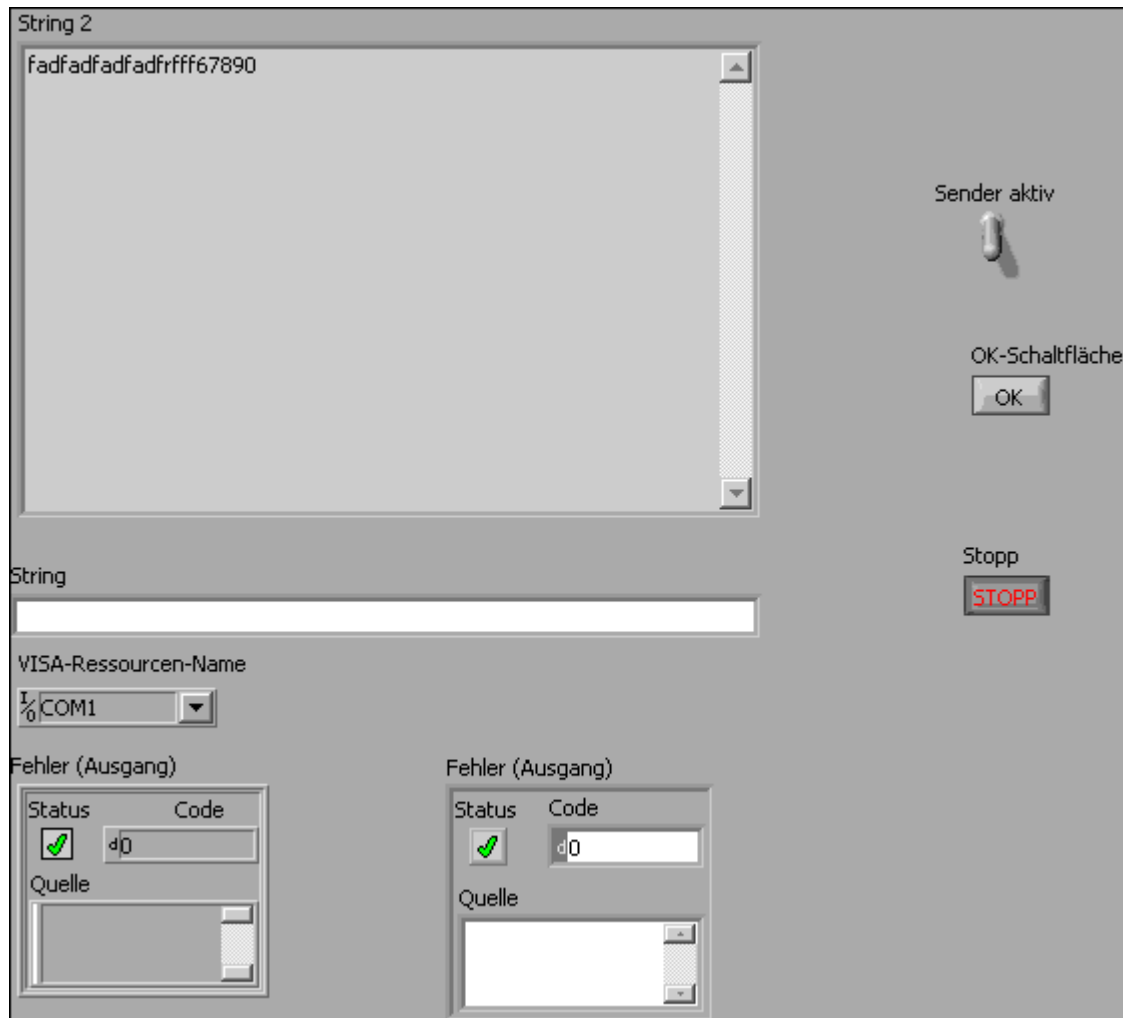 String 2
fadfadfadfadfrfff67890
Sender aktiv
OK-Schaltfläche
OK
Stopp
STOPP
String
VISA-Ressourcen-Name
I/O COM1
Fehler (Ausgang)
Status Code
d 0
Quelle
Fehler (Ausgang)
Status Code
d 0
Quelle